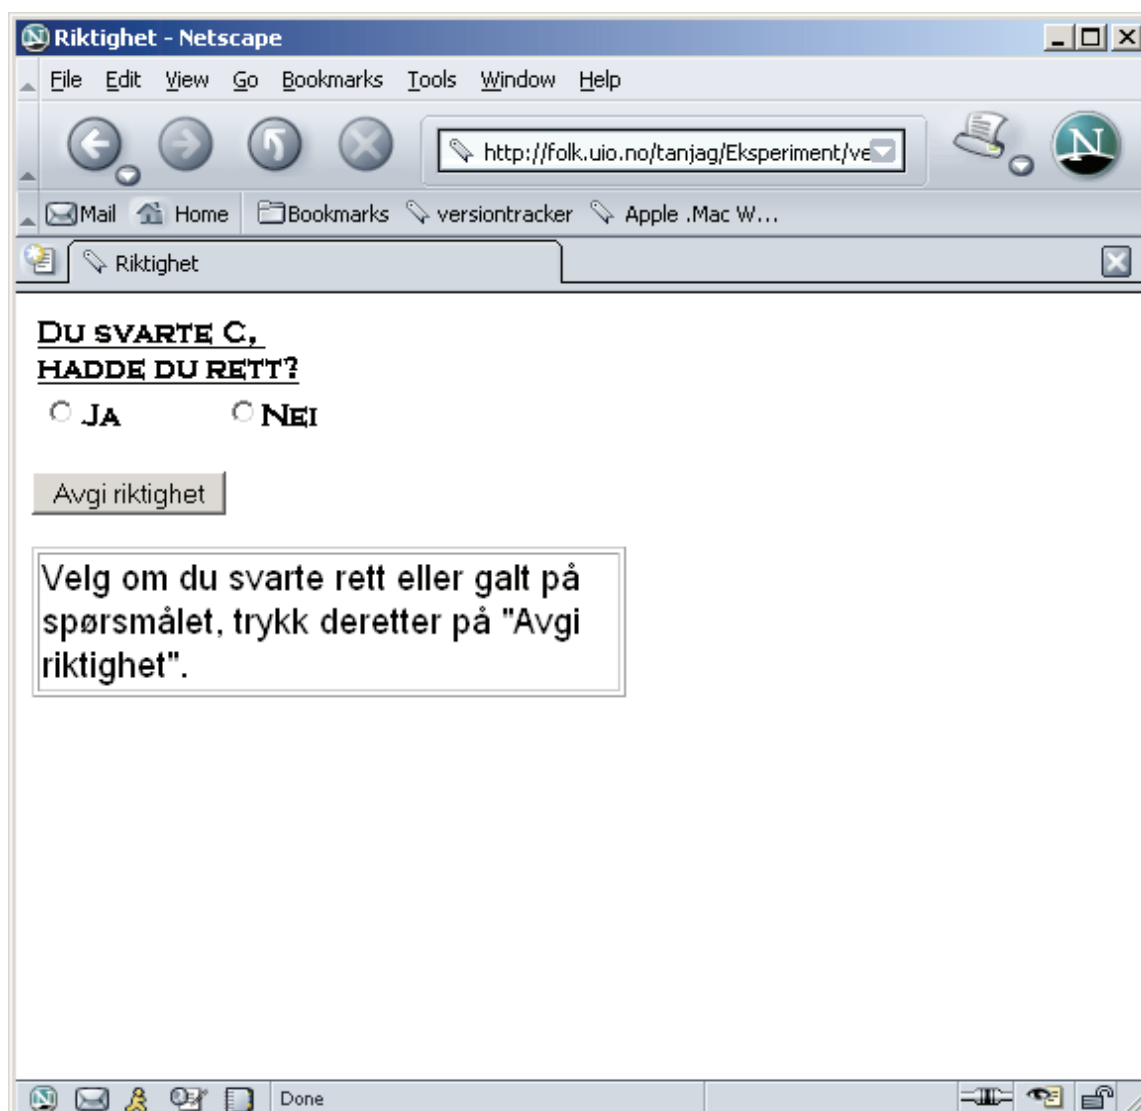 Riktighet - Netscape
File Edit View Go Bookmarks Tools Window Help
http://folk.uio.no/tanjag/Eksperiment/ve
N
Mail Home Bookmarks versiontracker Apple .Mac W...
Riktighet
DU SVARTE C,
HADDE DU RETT?
JA NEI
Avgi riktighet
Velg om du svarte rett eller galt på
spørsmålet, trykk deretter på "Avgi
riktighet".
Done